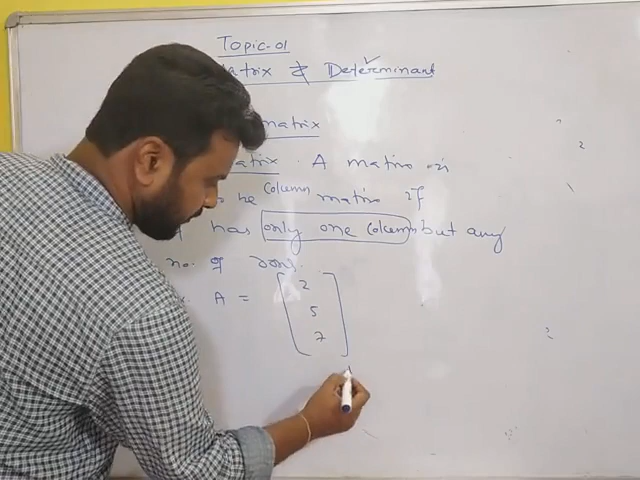 Topic-01
atrix & Determinant
matrix
atrix. A matrix is
to be Column matrix if
has only one Column but any
no. of rows.
A = [2
5
7]